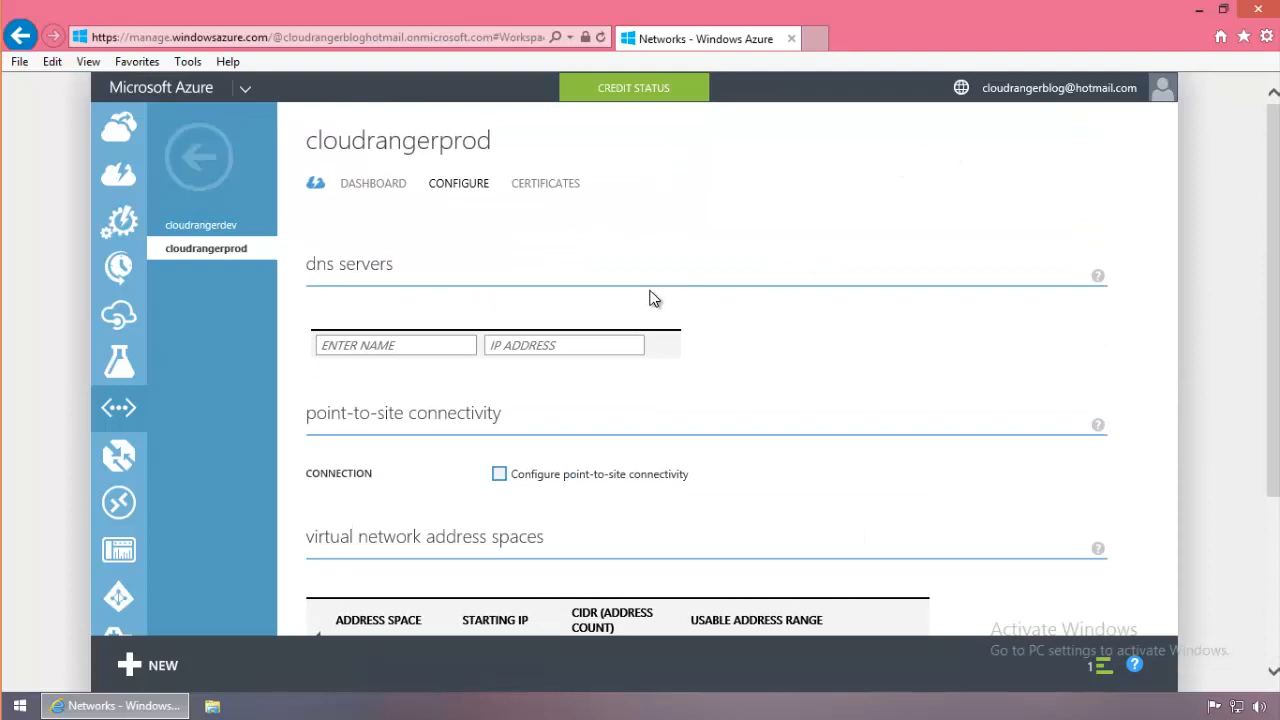 https://manage.windowsazure.com/@cloudrangerbloghotmail.onmicrosoft.com#Workspa
Networks - Windows Azure
File Edit View Favorites Tools Help
Microsoft Azure
CREDIT STATUS
cloudrangerblog@hotmail.com
cloudrangerprod
DASHBOARD CONFIGURE CERTIFICATES
cloudrangerdev
cloudrangerprod
dns servers
?
ENTER NAME IP ADDRESS
point-to-site connectivity
?
CONNECTION Configure point-to-site connectivity
virtual network address spaces
?
ADDRESS SPACE STARTING IP CIDR (ADDRESS COUNT) USABLE ADDRESS RANGE
Activate Windows
Go to PC settings to activate Windows.
NEW
1
?
Networks - Windows...